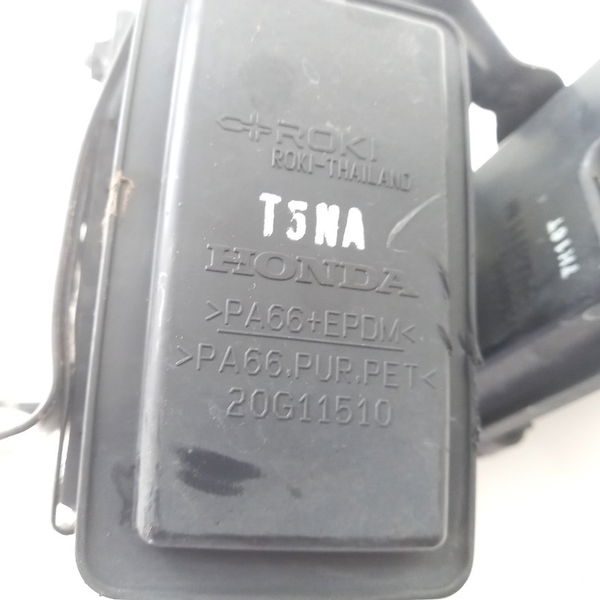 ROKI
ROKI-THAILAND
T5NA
HONDA
>PA66+EPDM<
>PA66,PUR,PET<
20G11510